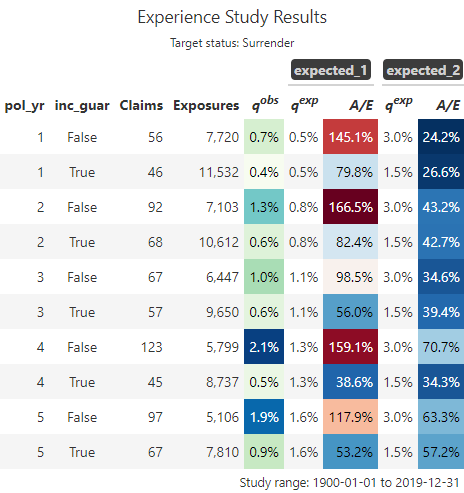 Experience Study Results
Target status: Surrender
expected_1 expected_2
pol_yr inc_guar Claims Exposures q^obs q^exp A/E q^exp A/E
1 False 56 7,720 0.7% 0.5% 145.1% 3.0% 24.2%
1 True 46 11,532 0.4% 0.5% 79.8% 1.5% 26.6%
2 False 92 7,103 1.3% 0.8% 166.5% 3.0% 43.2%
2 True 68 10,612 0.6% 0.8% 82.4% 1.5% 42.7%
3 False 67 6,447 1.0% 1.1% 98.5% 3.0% 34.6%
3 True 57 9,650 0.6% 1.1% 56.0% 1.5% 39.4%
4 False 123 5,799 2.1% 1.3% 159.1% 3.0% 70.7%
4 True 45 8,737 0.5% 1.3% 38.6% 1.5% 34.3%
5 False 97 5,106 1.9% 1.6% 117.9% 3.0% 63.3%
5 True 67 7,810 0.9% 1.6% 53.2% 1.5% 57.2%
Study range: 1900-01-01 to 2019-12-31